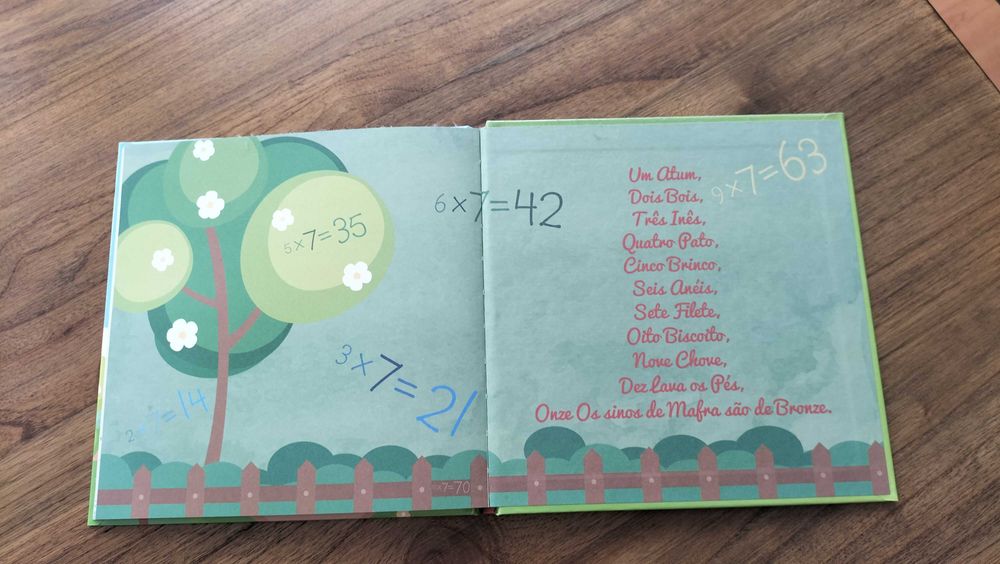 5×7=35
6×7=42
3×7=21
2×7=14
×7=70
9×7=63
Um Atum,
Dois Bois,
Três Inês,
Quatro Pato,
Cinco Brinco,
Seis Anéis,
Sete Filete,
Oito Biscoito,
Nove Chove,
Dez Lava os Pés,
Onze Os sinos de Mafra são de Bronze.